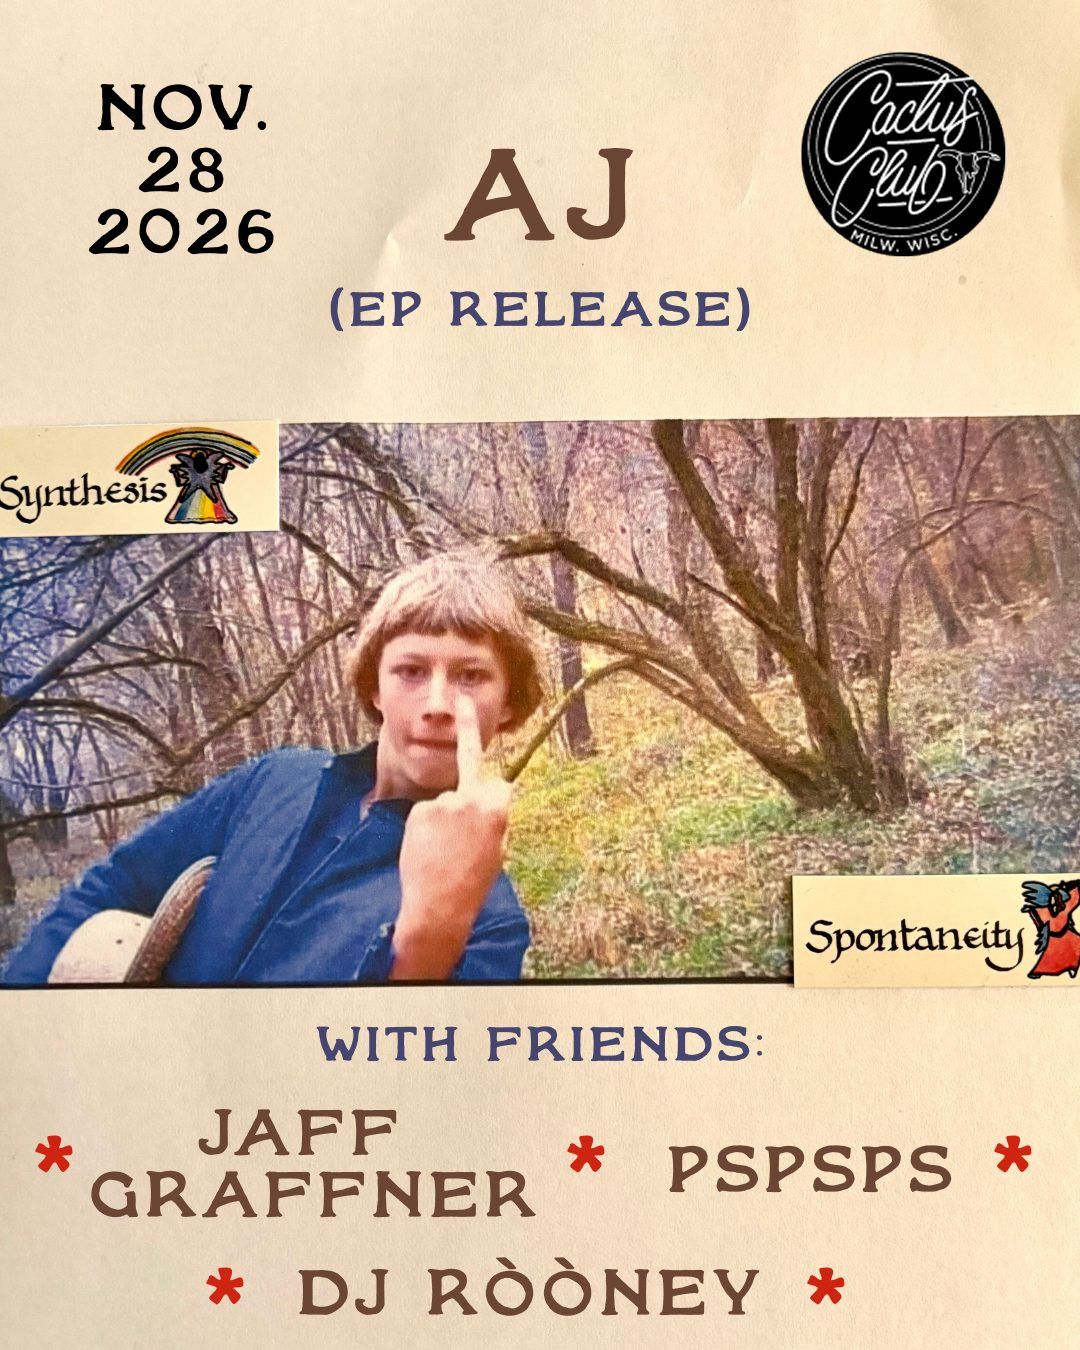 NOV.
28
2026
AJ
(EP RELEASE)
Cactus
Club
MILW. WISC.
Synthesis
Spontaneity
WITH FRIENDS:
* JAFF
GRAFFNER * PSPSPS *
* DJ RÒÒNEY *